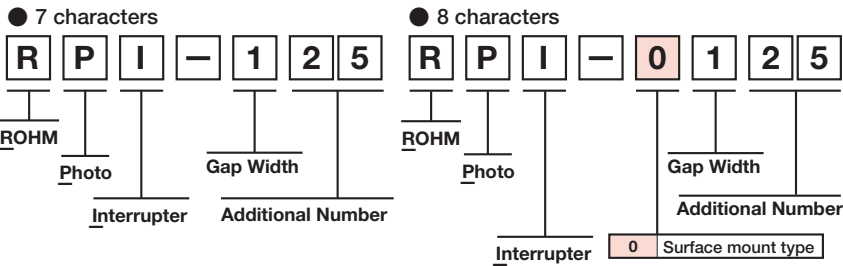 ● 7 characters
R P I – 1 2 5
ROHM
Photo
Gap Width
Interrupter
Additional Number
● 8 characters
R P I – 0 1 2 5
ROHM
Photo
Gap Width
Additional Number
Interrupter
0 Surface mount type